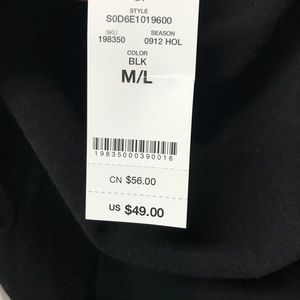 STYLE
S0D6E1019600
SKU SEASON
198350 0912 HOL
COLOR
BLK
M/L
19835000390016
CN $56.00
US $49.00